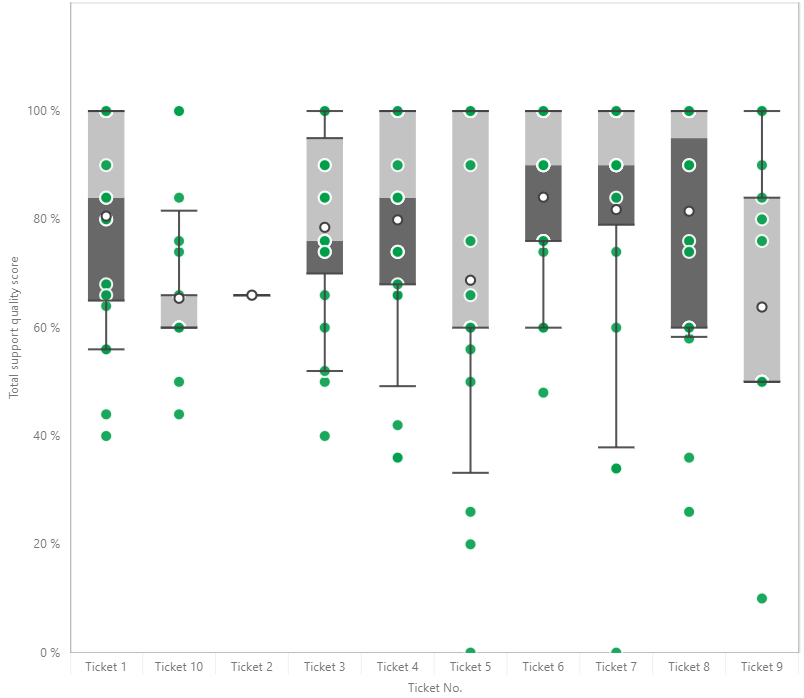 100 %
80 %
60 %
40 %
20 %
0 %
Total support quality score
Ticket 1 Ticket 10 Ticket 2 Ticket 3 Ticket 4 Ticket 5 Ticket 6 Ticket 7 Ticket 8 Ticket 9
Ticket No.